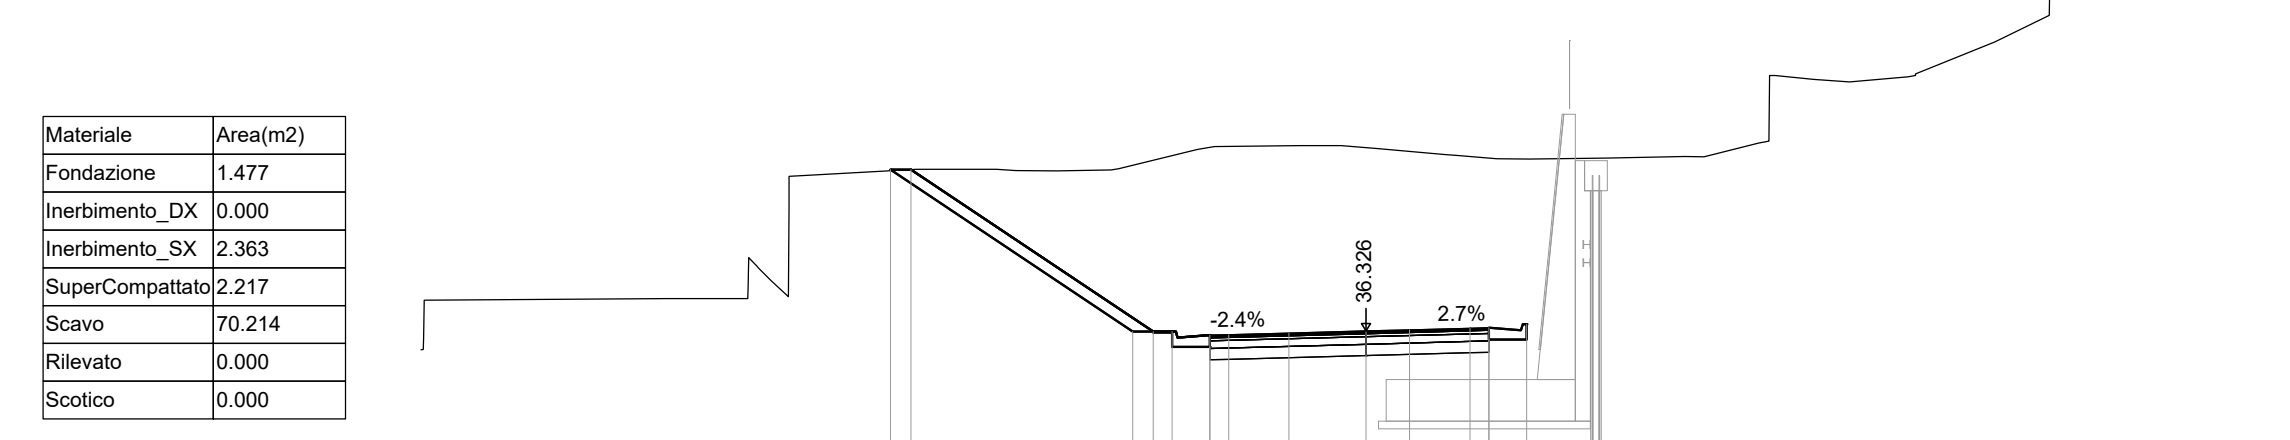 Materiale Area(m2)
Fondazione 1.477
Inerbimento_DX 0.000
Inerbimento_SX 2.363
SuperCompattato 2.217
Scavo 70.214
Rilevato 0.000
Scotico 0.000
-2.4%
36.326
2.7%